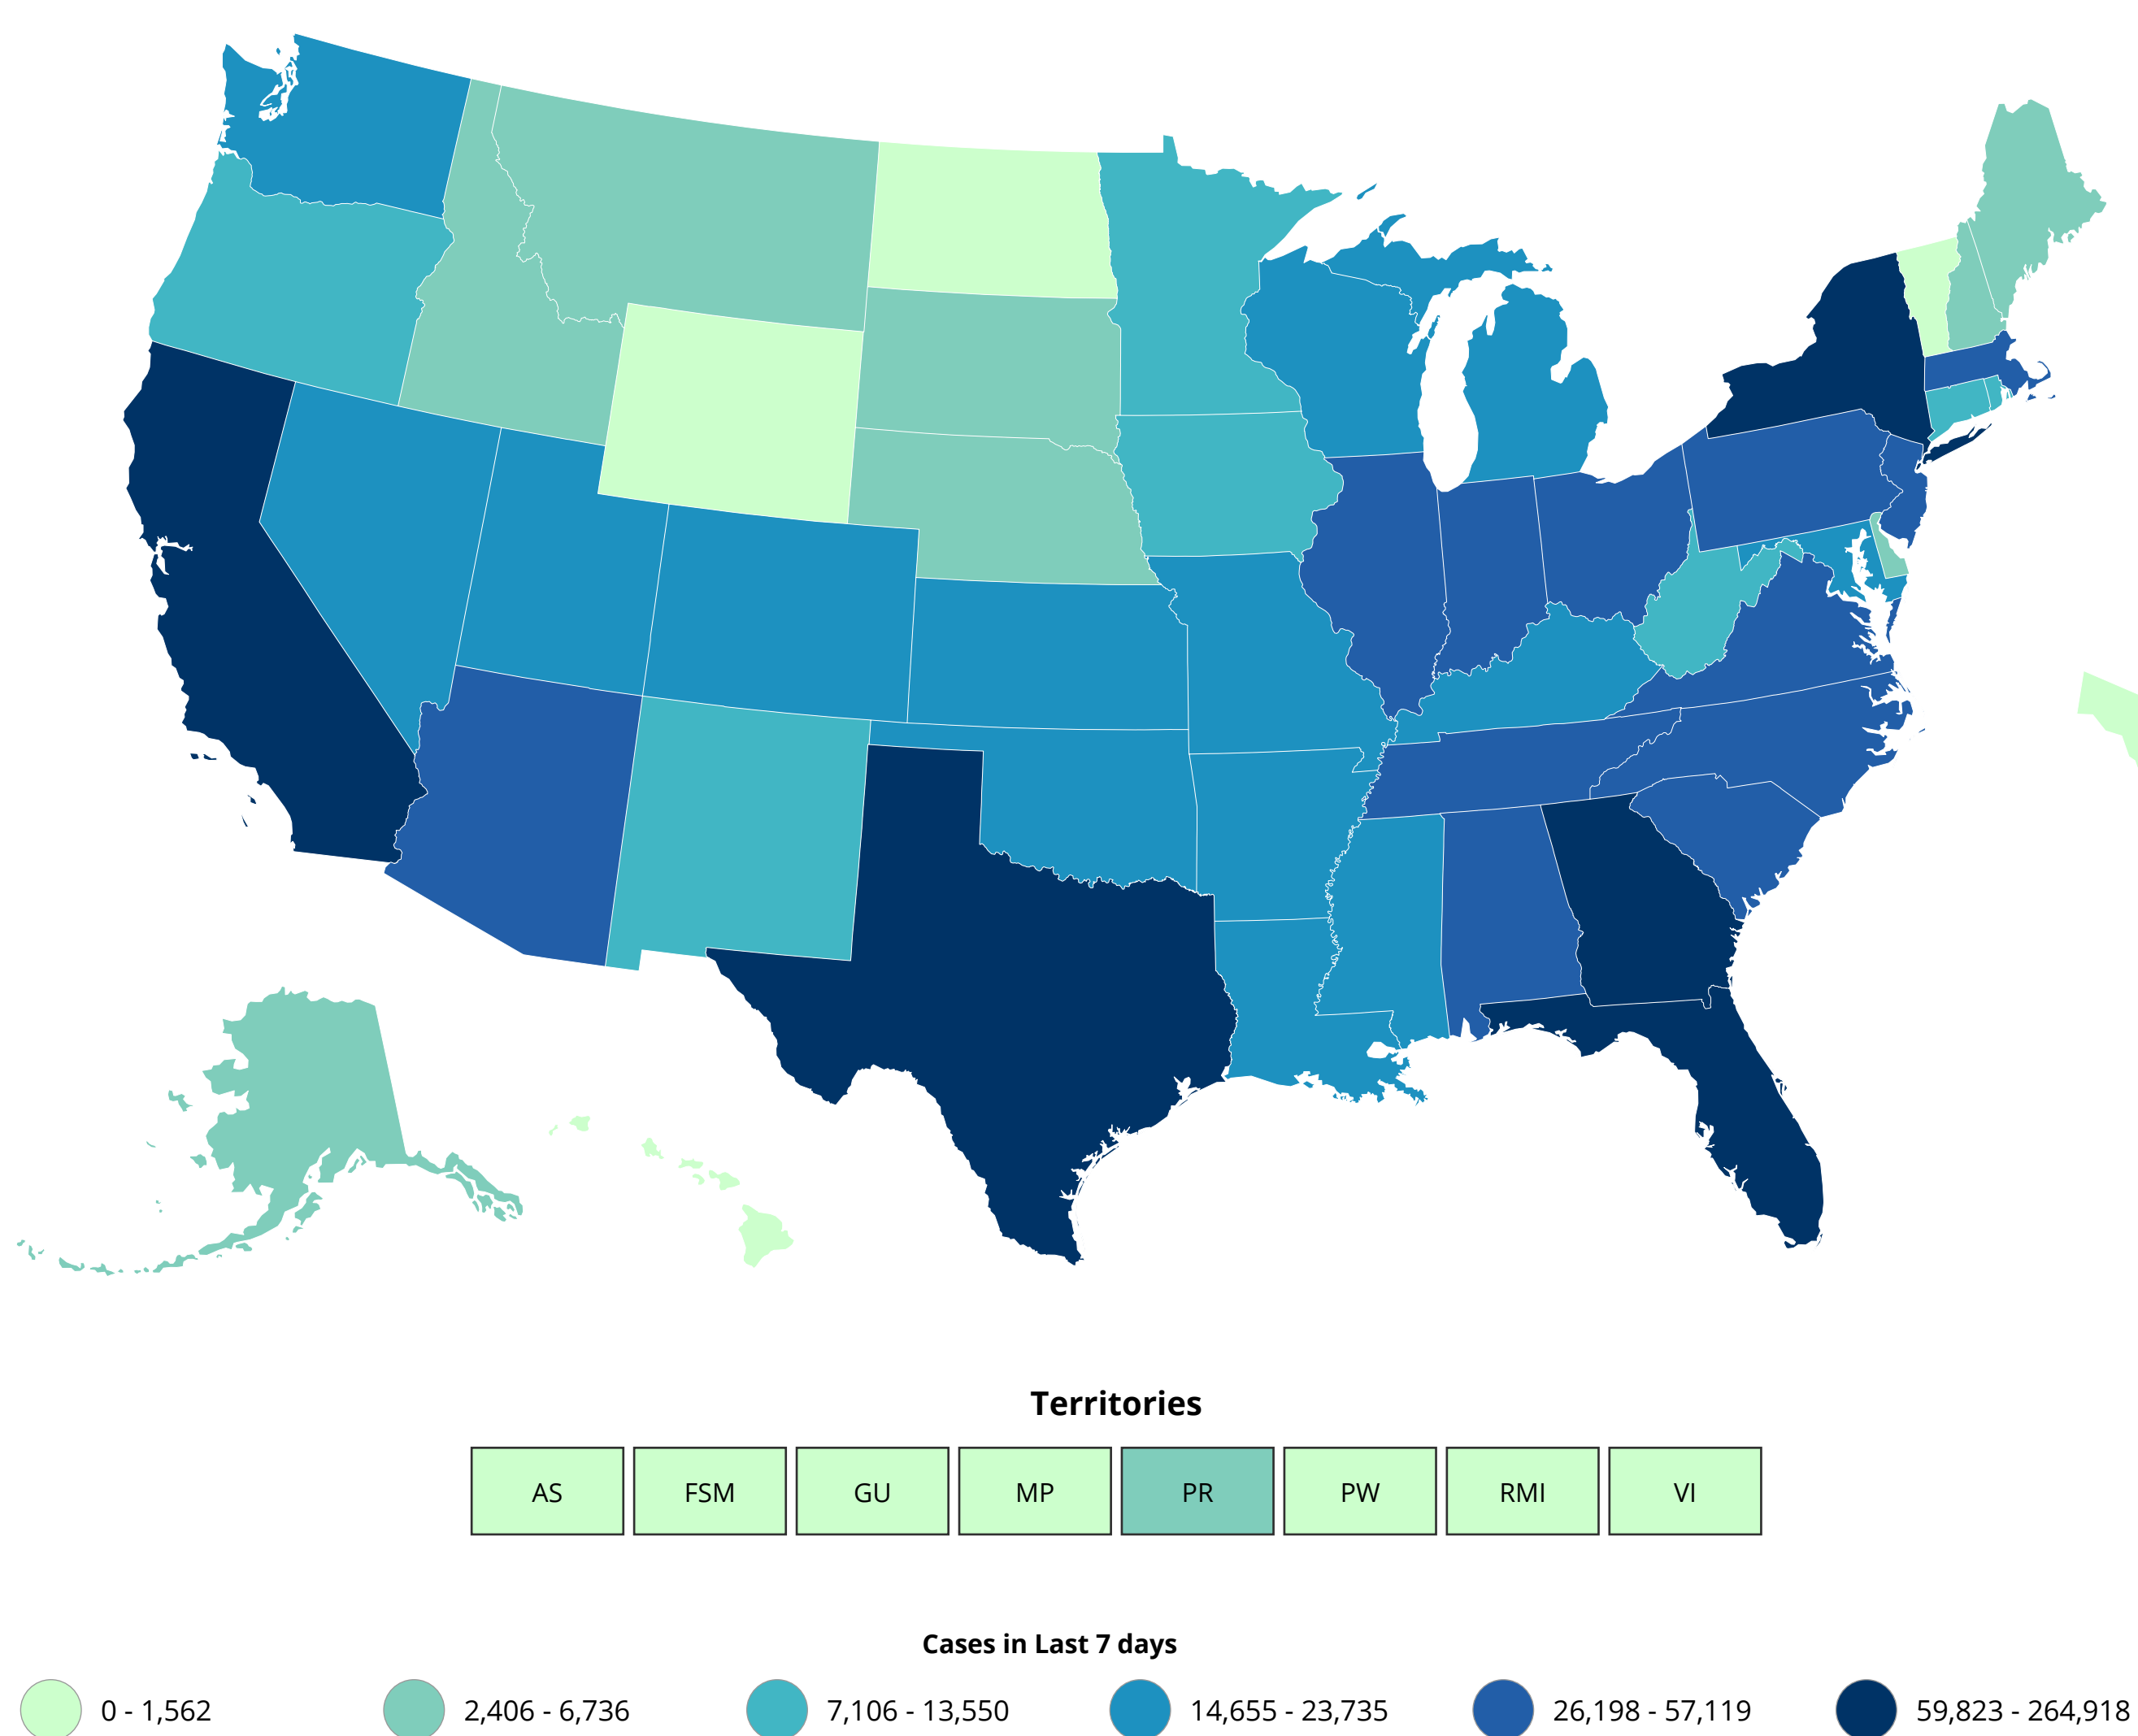 Territories
AS FSM GU MP PR PW RMI VI
Cases in Last 7 days
0 - 1,562 2,406 - 6,736 7,106 - 13,550 14,655 - 23,735 26,198 - 57,119 59,823 - 264,918